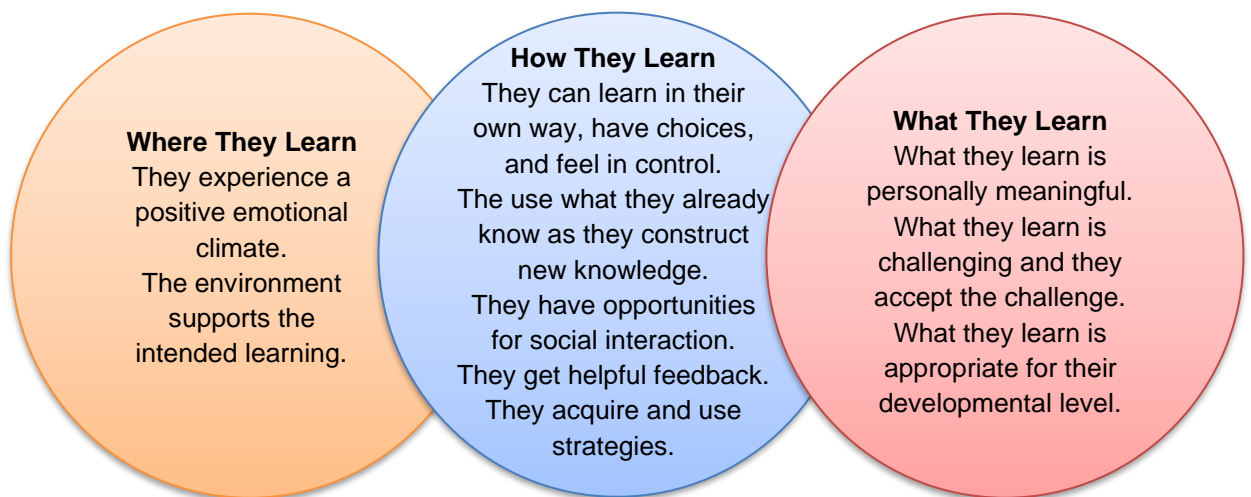 Where They Learn
They experience a
positive emotional
climate.
The environment
supports the
intended learning.
How They Learn
They can learn in their
own way, have choices,
and feel in control.
The use what they already
know as they construct
new knowledge.
They have opportunities
for social interaction.
They get helpful feedback.
They acquire and use
strategies.
What They Learn
What they learn is
personally meaningful.
What they learn is
challenging and they
accept the challenge.
What they learn is
appropriate for their
developmental level.